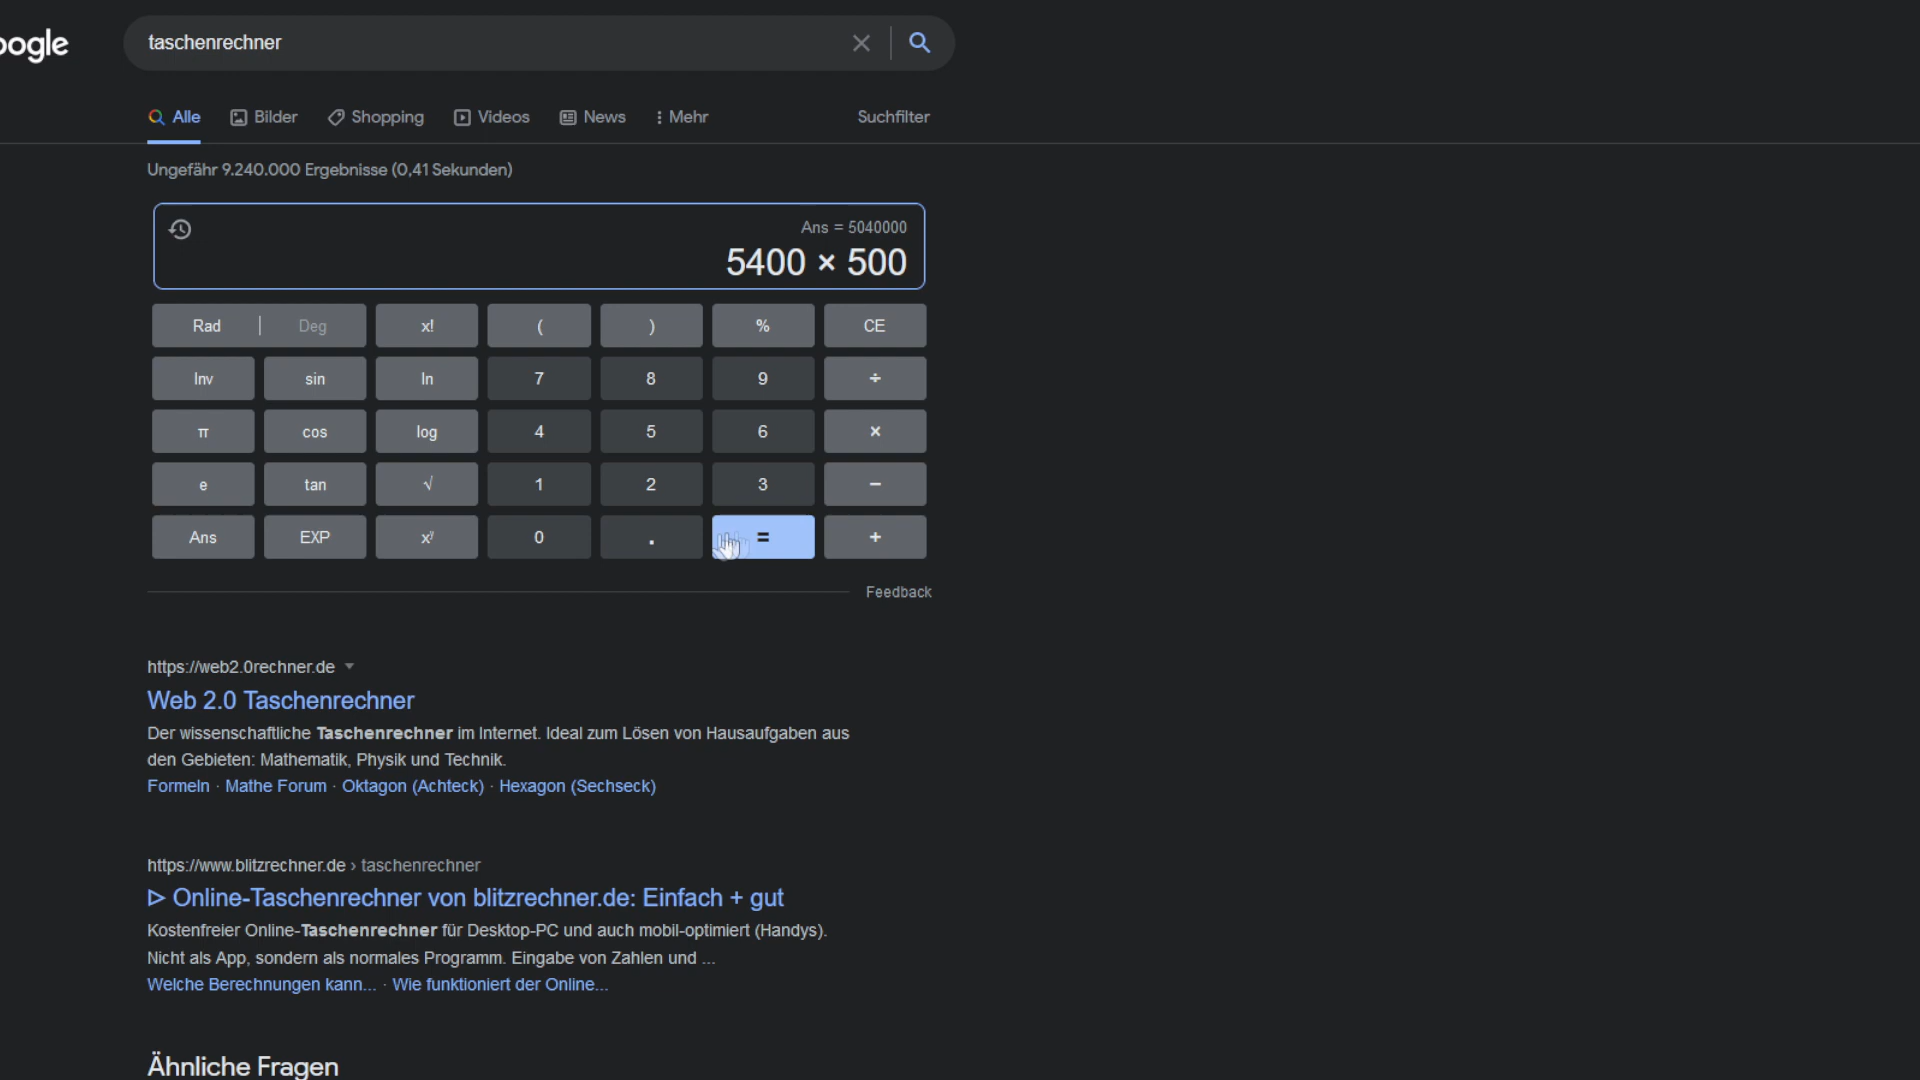 oogle
taschenrechner
Alle Bilder Shopping Videos News Mehr Suchfilter
Ungefähr 9.240.000 Ergebnisse (0,41 Sekunden)
Ans = 5040000
5400 × 500
Rad | Deg x! ( ) % CE
Inv sin ln 7 8 9 ÷
π cos log 4 5 6 ×
e tan √ 1 2 3 −
Ans EXP xʸ 0 . = +
Feedback
https://web2.0rechner.de
Web 2.0 Taschenrechner
Der wissenschaftliche Taschenrechner im Internet. Ideal zum Lösen von Hausaufgaben aus
den Gebieten: Mathematik, Physik und Technik.
Formeln · Mathe Forum · Oktagon (Achteck) · Hexagon (Sechseck)
https://www.blitzrechner.de › taschenrechner
ᐅ Online-Taschenrechner von blitzrechner.de: Einfach + gut
Kostenfreier Online-Taschenrechner für Desktop-PC und auch mobil-optimiert (Handys).
Nicht als App, sondern als normales Programm. Eingabe von Zahlen und ...
Welche Berechnungen kann... · Wie funktioniert der Online...
Ähnliche Fragen